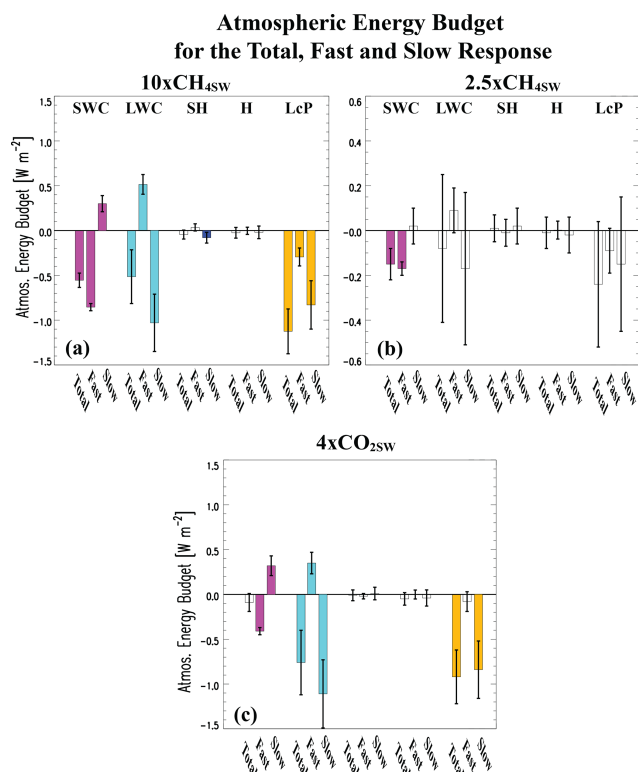 Atmospheric Energy Budget
for the Total, Fast and Slow Response
10xCH4SW
1.5
1.0
0.5
0.0
−0.5
−1.0
−1.5
Atmos. Energy Budget [W m-2]
SWC LWC SH H LcP
(a)
Total Fast Slow Total Fast Slow Total Fast Slow Total Fast Slow Total Fast Slow
2.5xCH4SW
0.6
0.4
0.2
−0.0
−0.2
−0.4
−0.6
SWC LWC SH H LcP
(b)
Total Fast Slow Total Fast Slow Total Fast Slow Total Fast Slow Total Fast Slow
4xCO2SW
1.5
1.0
0.5
0.0
−0.5
−1.0
−1.5
Atmos. Energy Budget [W m-2]
(c)
Total Fast Slow Total Fast Slow Total Fast Slow Total Fast Slow Total Fast Slow